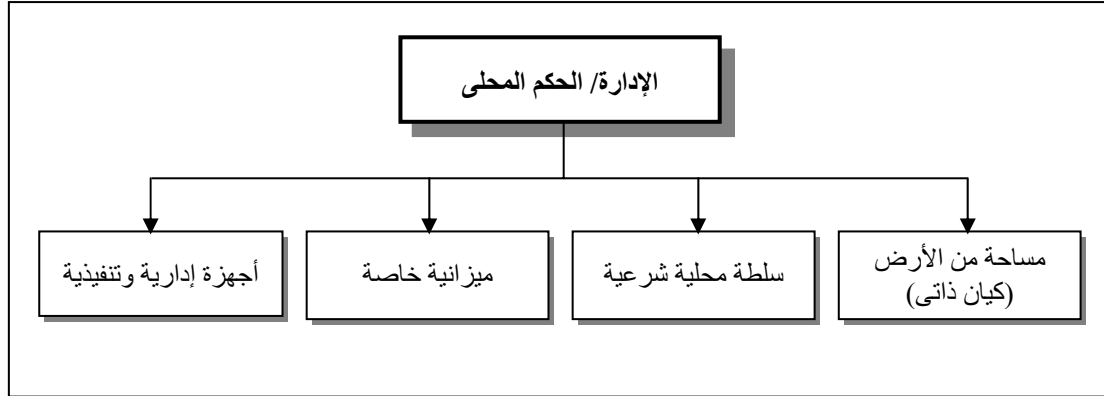 الإدارة/ الحكم المحلى
مساحة من الأرض
(كيان ذاتى)
سلطة محلية شرعية
ميزانية خاصة
أجهزة إدارية وتنفيذية